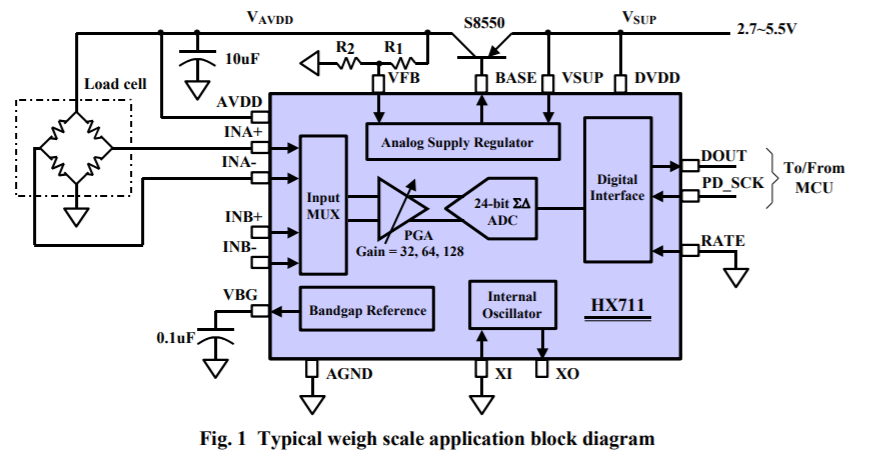 VAVDD
S8550
VSUP
2.7~5.5V
10uF
R2
R1
Load cell
VFB
BASE
VSUP
DVDD
AVDD
INA+
INA-
INB+
INB-
VBG
0.1uF
Analog Supply Regulator
Input
MUX
PGA
Gain = 32, 64, 128
24-bit ΣΔ
ADC
Digital
Interface
DOUT
PD_SCK
To/From
MCU
RATE
Bandgap Reference
Internal
Oscillator
HX711
AGND
XI
XO
Fig. 1 Typical weigh scale application block diagram